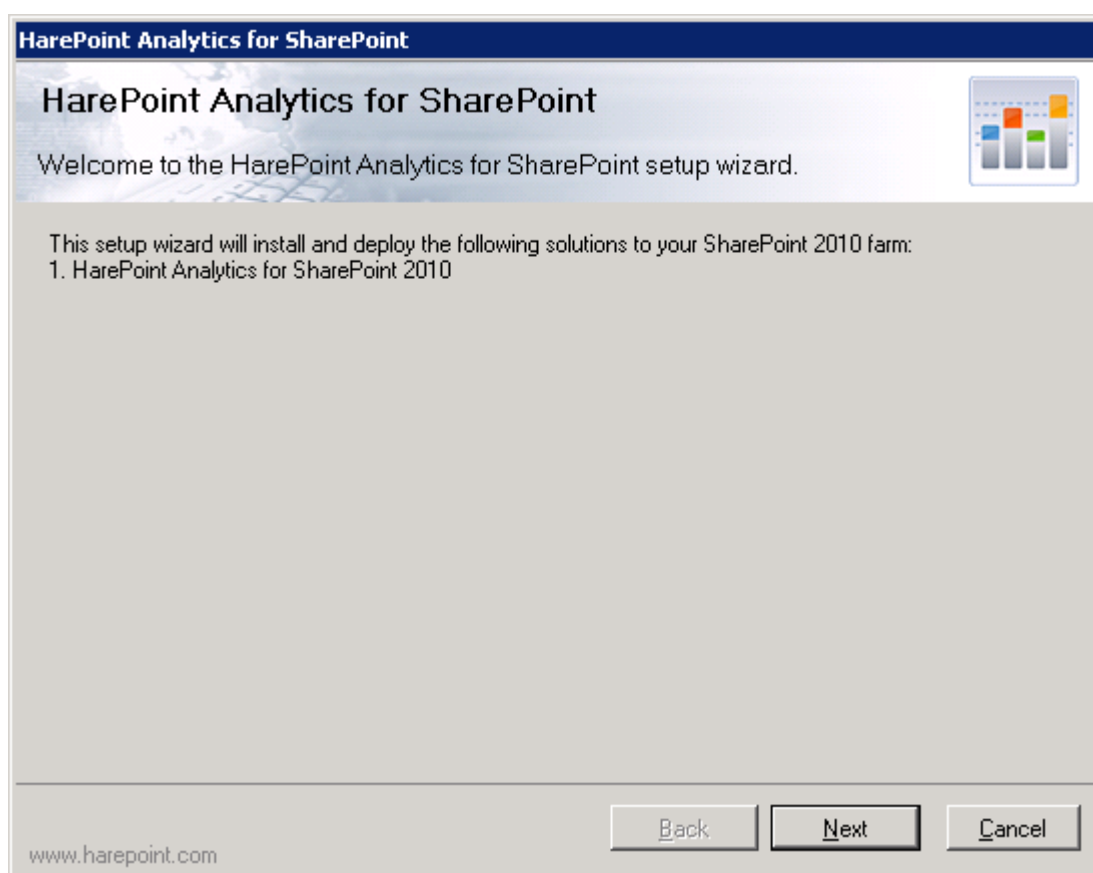 HarePoint Analytics for SharePoint
HarePoint Analytics for SharePoint
Welcome to the HarePoint Analytics for SharePoint setup wizard.
This setup wizard will install and deploy the following solutions to your SharePoint 2010 farm:
1. HarePoint Analytics for SharePoint 2010
Back Next Cancel
www.harepoint.com